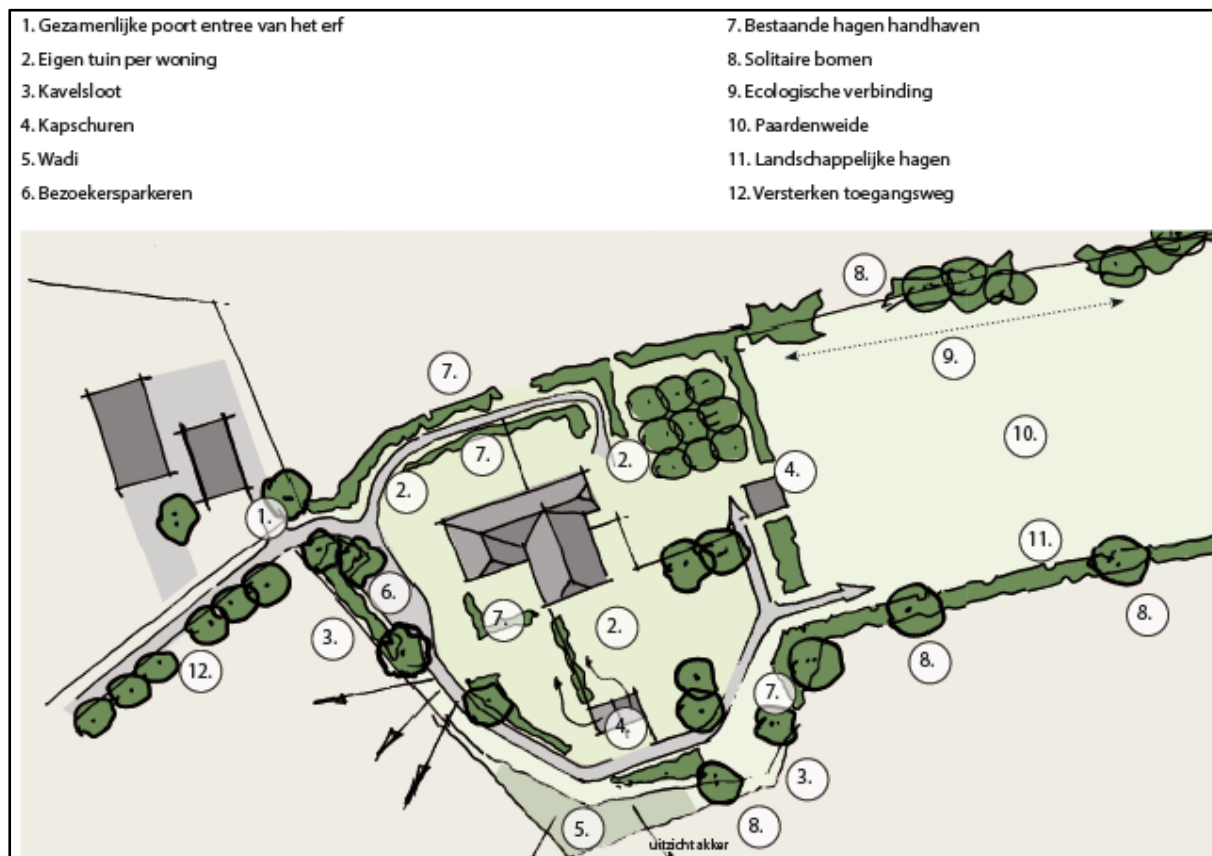 1. Gezamenlijke poort entree van het erf
2. Eigen tuin per woning
3. Kavelsloot
4. Kapschuren
5. Wadi
6. Bezoekersparkeren
7. Bestaande hagen handhaven
8. Solitaire bomen
9. Ecologische verbinding
10. Paardenweide
11. Landschappelijke hagen
12. Versterken toegangsweg
8.
9.
7.
10.
7.
2.
2.
4.
1.
11.
6.
7.
2.
3.
8.
12.
8.
7.
4.
3.
5.
8.
uitzicht akker